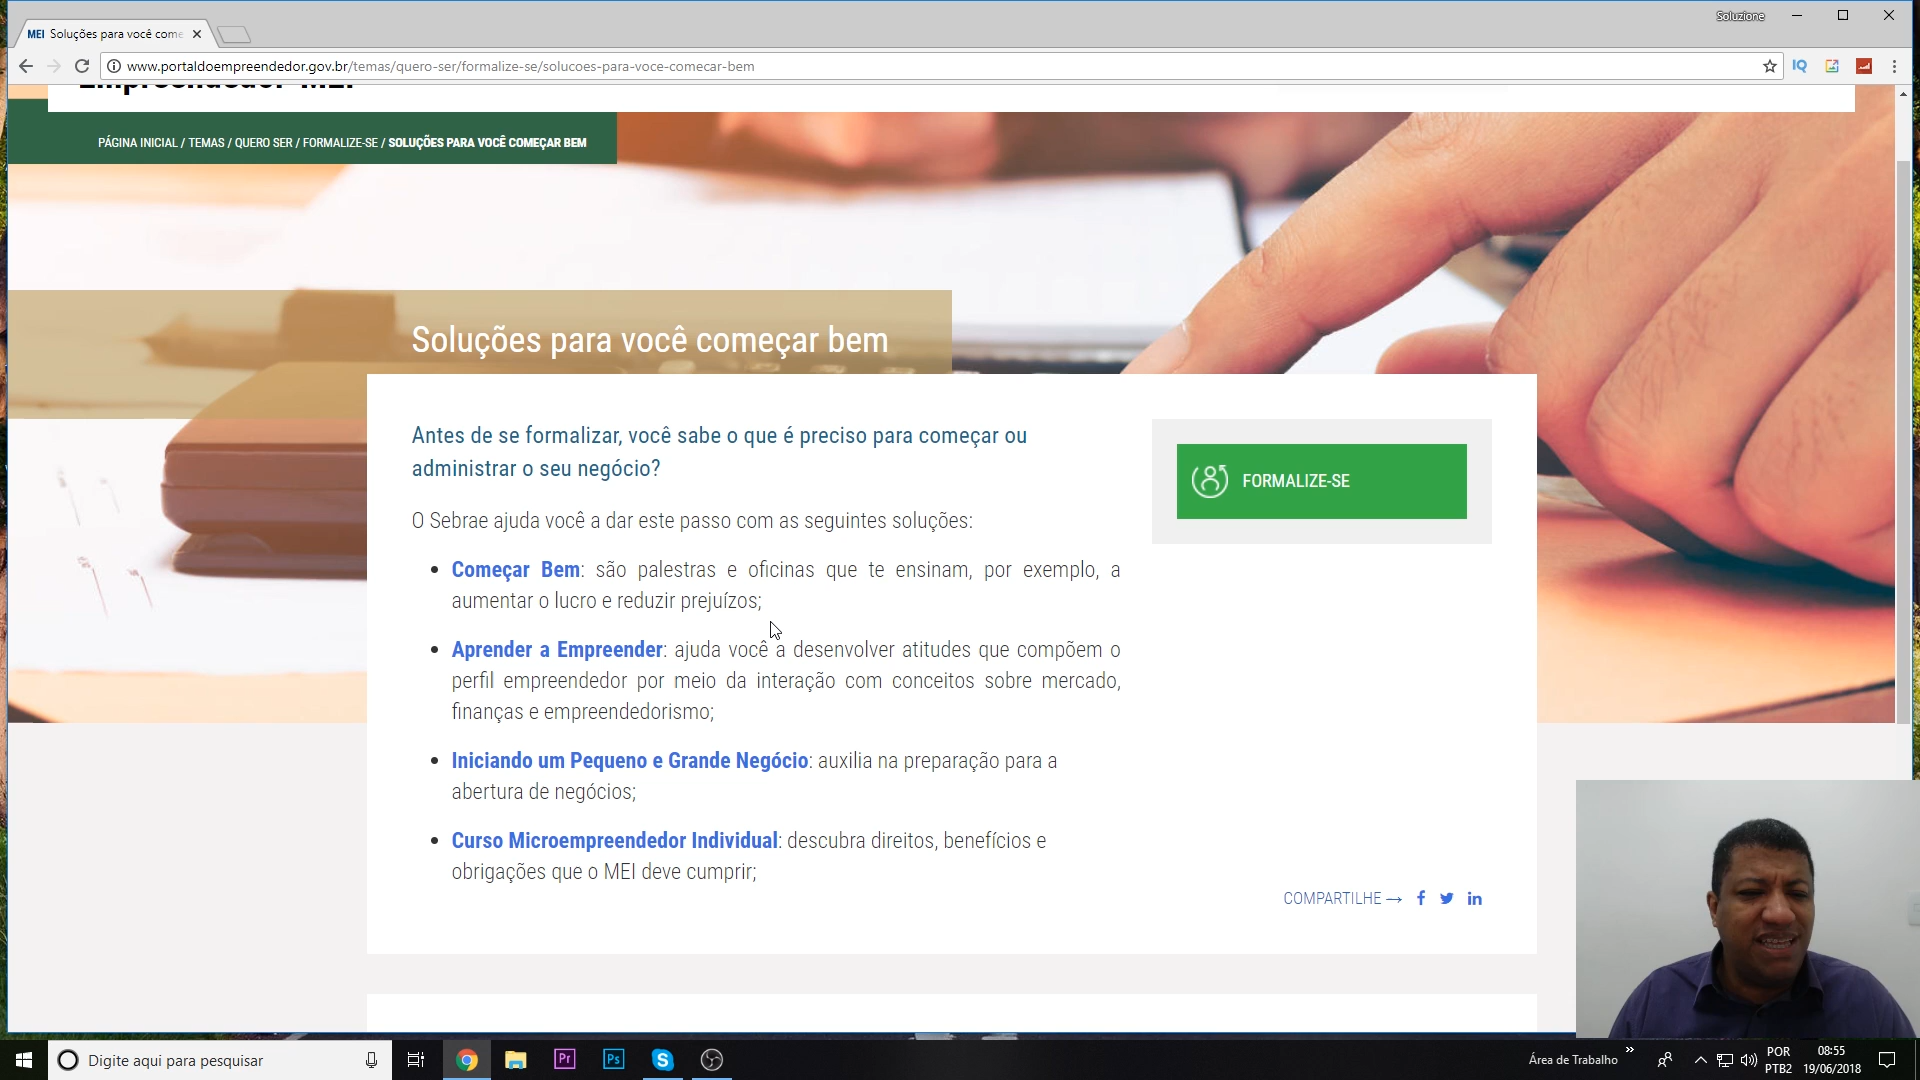 Soluzione
MEI Soluções para você come
www.portaldoempreendedor.gov.br/temas/quero-ser/formalize-se/solucoes-para-voce-comecar-bem
IQ
Empreendedor MEI
PÁGINA INICIAL / TEMAS / QUERO SER / FORMALIZE-SE / SOLUÇÕES PARA VOCÊ COMEÇAR BEM
Soluções para você começar bem
Antes de se formalizar, você sabe o que é preciso para começar ou
administrar o seu negócio?
FORMALIZE-SE
O Sebrae ajuda você a dar este passo com as seguintes soluções:
Começar Bem: são palestras e oficinas que te ensinam, por exemplo, a
aumentar o lucro e reduzir prejuízos;
Aprender a Empreender: ajuda você a desenvolver atitudes que compõem o
perfil empreendedor por meio da interação com conceitos sobre mercado,
finanças e empreendedorismo;
Iniciando um Pequeno e Grande Negócio: auxilia na preparação para a
abertura de negócios;
Curso Microempreendedor Individual: descubra direitos, benefícios e
obrigações que o MEI deve cumprir;
COMPARTILHE →
Digite aqui para pesquisar
Pr
Ps
Área de Trabalho
POR
PTB2
08:55
19/06/2018